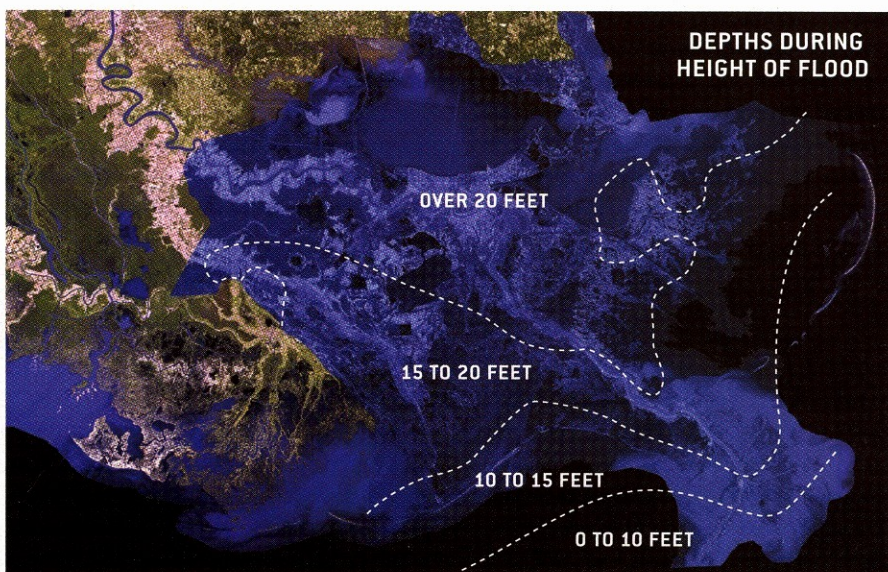 DEPTHS DURING
HEIGHT OF FLOOD
OVER 20 FEET
15 TO 20 FEET
10 TO 15 FEET
0 TO 10 FEET